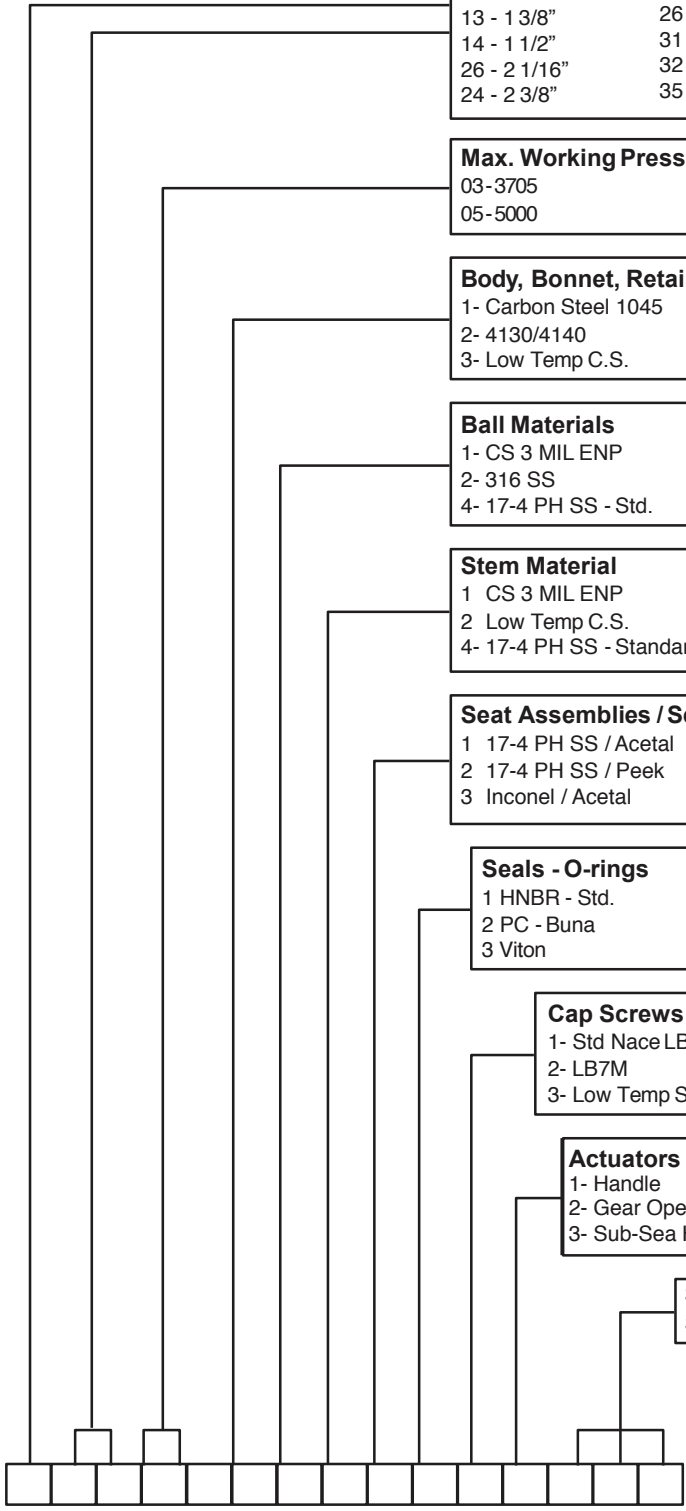 13 - 1 3/8” 26
14 - 1 1/2” 31
26 - 2 1/16” 32
24 - 2 3/8” 35
Max. Working Press
03-3705
05-5000
Body, Bonnet, Retai
1- Carbon Steel 1045
2- 4130/4140
3- Low Temp C.S.
Ball Materials
1- CS 3 MIL ENP
2- 316 SS
4- 17-4 PH SS - Std.
Stem Material
1 CS 3 MIL ENP
2 Low Temp C.S.
4- 17-4 PH SS - Standar
Seat Assemblies / Se
1 17-4 PH SS / Acetal
2 17-4 PH SS / Peek
3 Inconel / Acetal
Seals - O-rings
1 HNBR - Std.
2 PC - Buna
3 Viton
Cap Screws
1- Std Nace LB
2- LB7M
3- Low Temp S
Actuators
1- Handle
2- Gear Ope
3- Sub-Sea